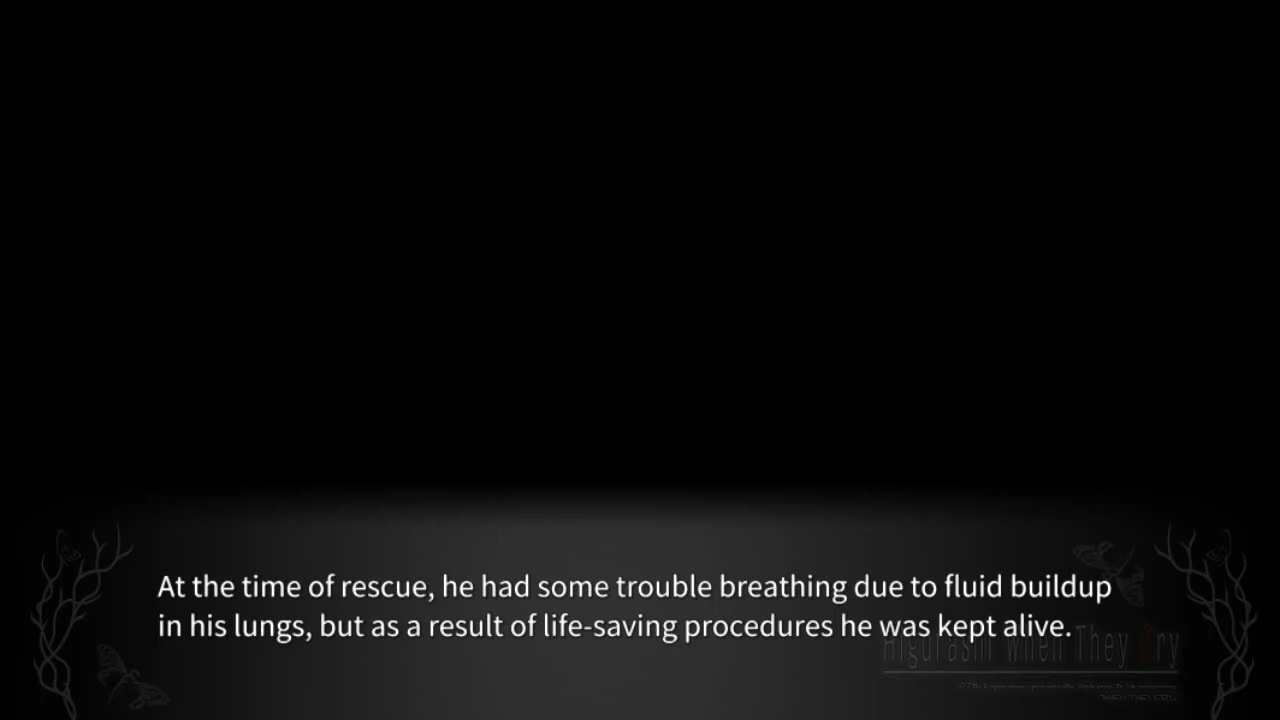 At the time of rescue, he had some trouble breathing due to fluid buildup
in his lungs, but as a result of life-saving procedures he was kept alive.
Higurashi When They Cry